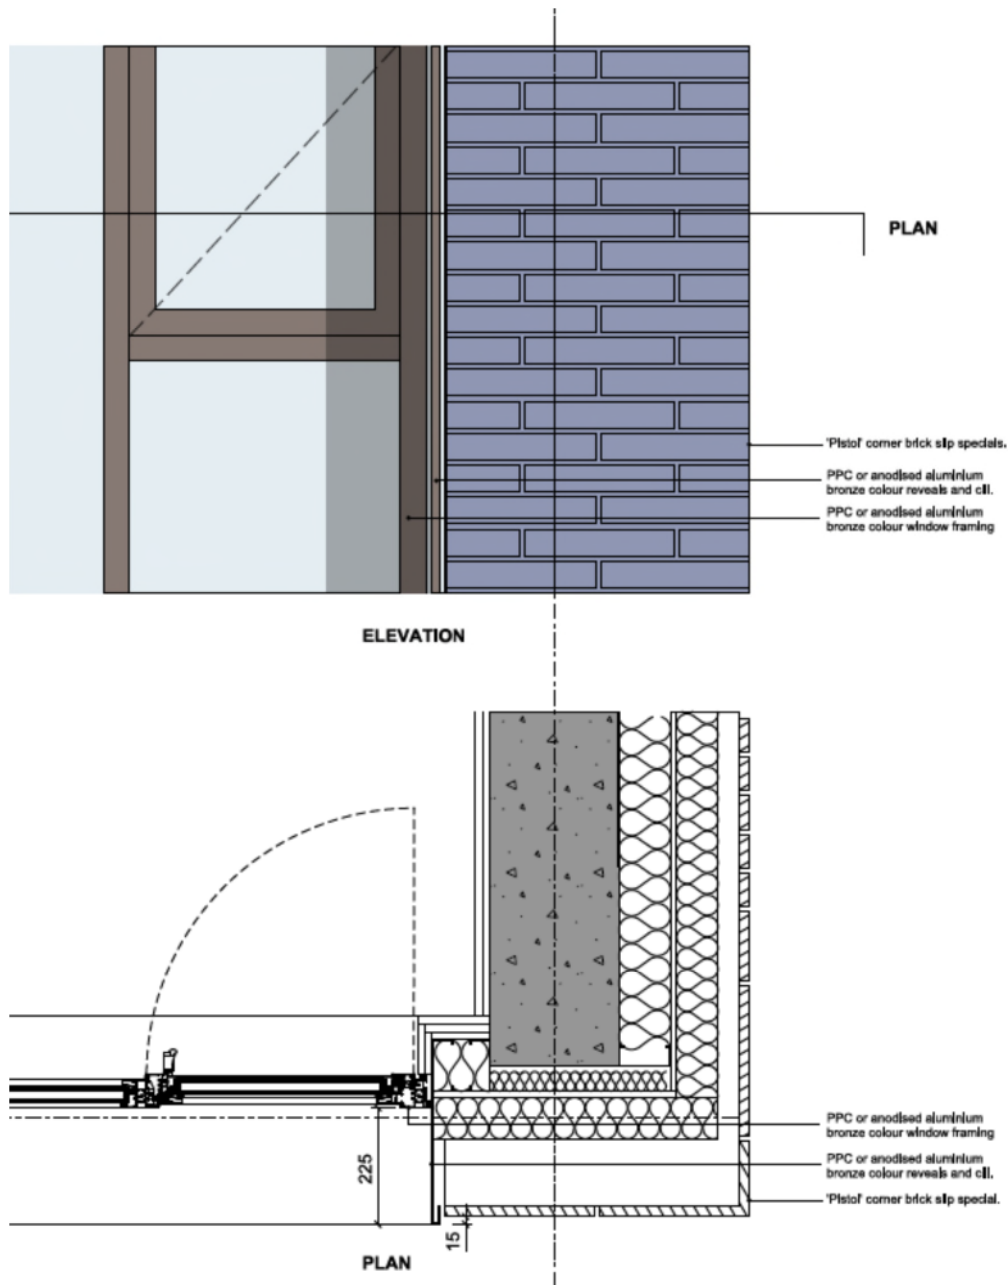 PLAN
'Pistol' corner brick slip specials.
PPC or anodised aluminium
bronze colour reveals and cill.
PPC or anodised aluminium
bronze colour window framing
ELEVATION
PPC or anodised aluminium
bronze colour window framing
225
PPC or anodised aluminium
bronze colour reveals and cill.
'Pistol' corner brick slip special.
15
PLAN